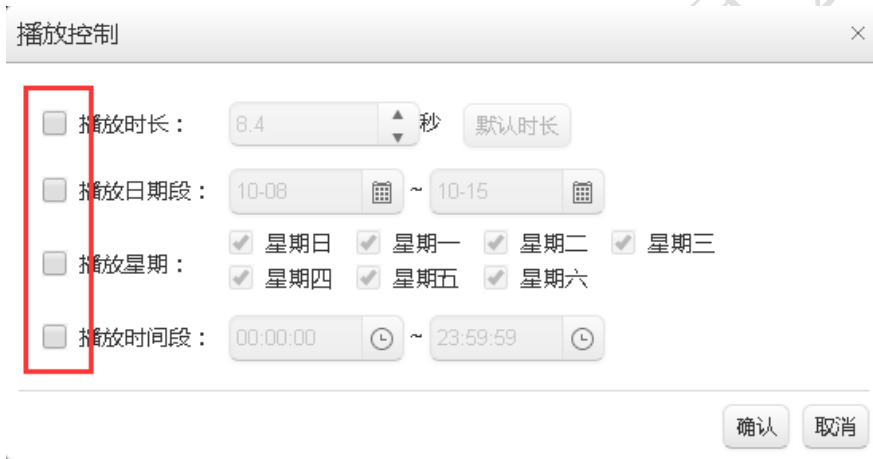 播放控制
播放时长： 8.4 秒 默认时长
播放日期段： 10-08 ~ 10-15
播放星期： 星期日 星期一 星期二 星期三
星期四 星期五 星期六
播放时间段： 00:00:00 ~ 23:59:59
确认 取消